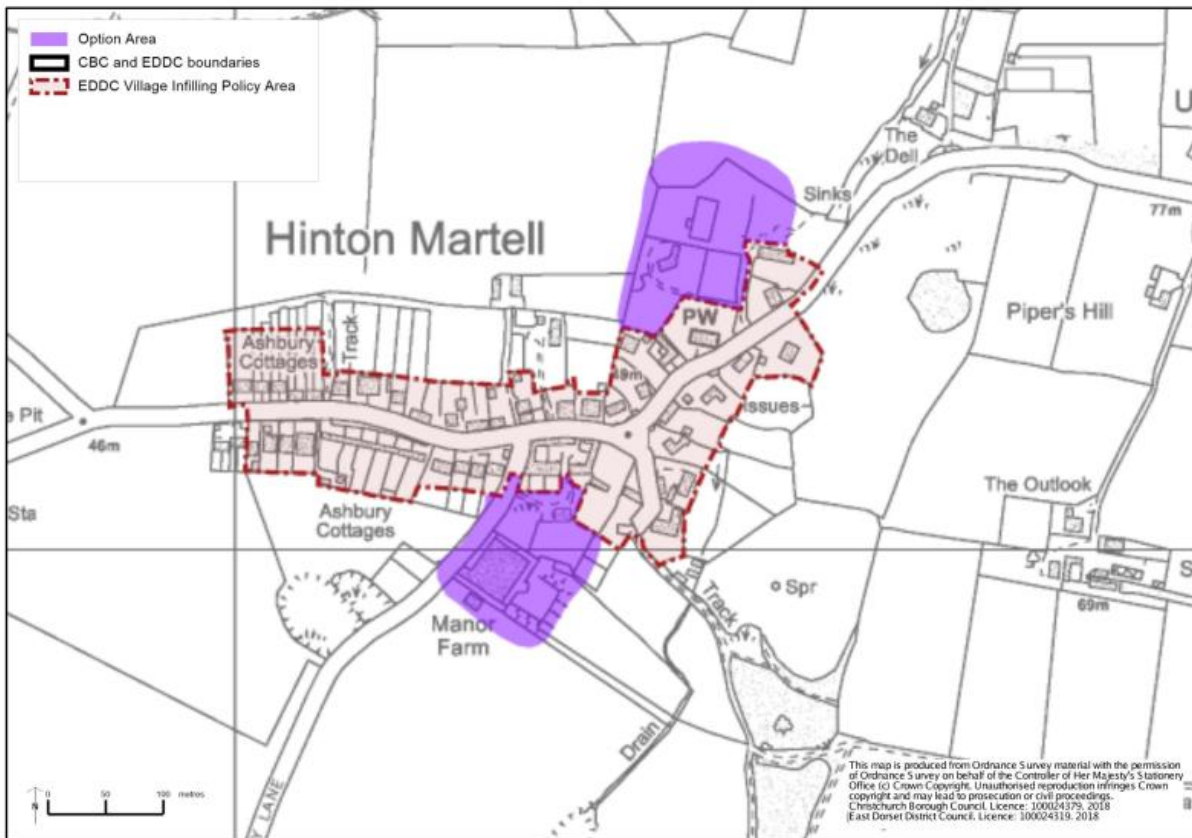 Option Area
CBC and EDDC boundaries
EDDC Village Infilling Policy Area
U
The
Dell
Sinks
77m
Hinton Martell
Piper's Hill
PW
Ashbury
Cottages
Track
49m
Issues
e Pit
46m
The Outlook
Sta
Ashbury
Cottages
S
Track
Spr
69m
Manor
Farm
Drain
Y LANE
N
0 50 100 metres
This map is produced from Ordnance Survey material with the permission
of Ordnance Survey on behalf of the Controller of Her Majesty's Stationery
Office (c) Crown Copyright. Unauthorised reproduction infringes Crown
copyright and may lead to prosecution or civil proceedings.
Christchurch Borough Council. Licence: 100024379. 2018
East Dorset District Council. Licence: 100024319. 2018